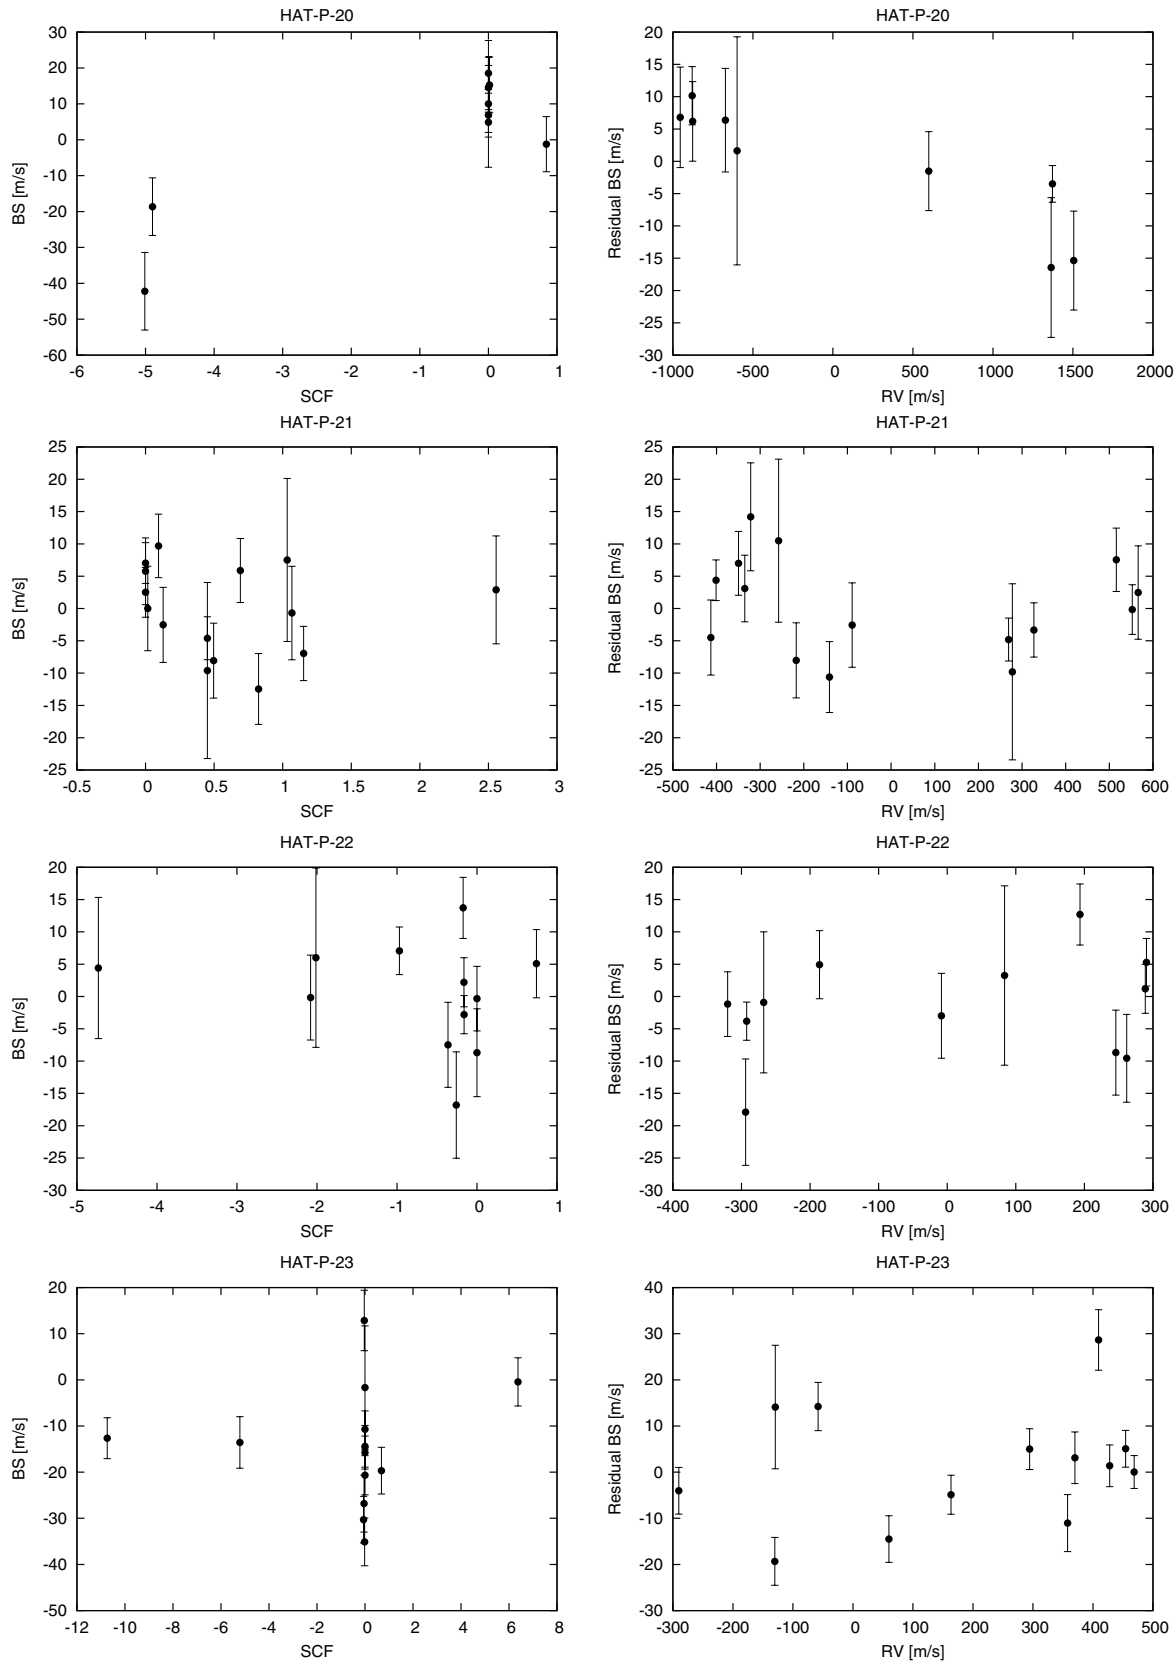 HAT-P-20
BS [m/s]
30
20
10
0
-10
-20
-30
-40
-50
-60
-6 -5 -4 -3 -2 -1 0 1
SCF
HAT-P-20
Residual BS [m/s]
20
15
10
5
0
-5
-10
-15
-20
-25
-30
-1000 -500 0 500 1000 1500 2000
RV [m/s]
HAT-P-21
BS [m/s]
25
20
15
10
5
0
-5
-10
-15
-20
-25
-0.5 0 0.5 1 1.5 2 2.5 3
SCF
HAT-P-21
Residual BS [m/s]
25
20
15
10
5
0
-5
-10
-15
-20
-25
-500 -400 -300 -200 -100 0 100 200 300 400 500 600
RV [m/s]
HAT-P-22
BS [m/s]
20
15
10
5
0
-5
-10
-15
-20
-25
-30
-5 -4 -3 -2 -1 0 1
SCF
HAT-P-22
Residual BS [m/s]
20
15
10
5
0
-5
-10
-15
-20
-25
-30
-400 -300 -200 -100 0 100 200 300
RV [m/s]
HAT-P-23
BS [m/s]
20
10
0
-10
-20
-30
-40
-50
-12 -10 -8 -6 -4 -2 0 2 4 6 8
SCF
HAT-P-23
Residual BS [m/s]
40
30
20
10
0
-10
-20
-30
-300 -200 -100 0 100 200 300 400 500
RV [m/s]